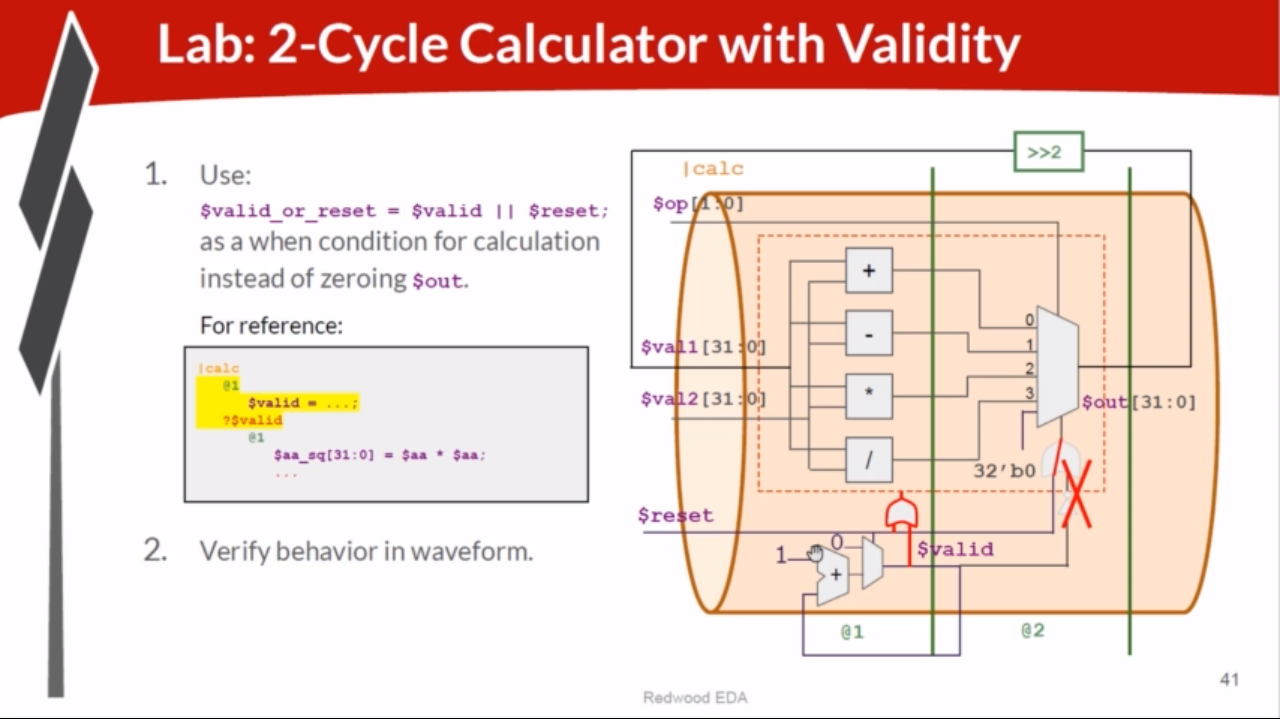 Lab: 2-Cycle Calculator with Validity
1. Use:
$valid_or_reset = $valid || $reset;
as a when condition for calculation
instead of zeroing $out.
For reference:
|calc
@1
$valid = ...;
?$valid
@1
$aa_sq[31:0] = $aa * $aa;
...
2. Verify behavior in waveform.
>>2
|calc
$op[1:0]
+
-
*
/
0
1
2
3
$val1[31:0]
$val2[31:0]
$out[31:0]
32'b0
$reset
0
1
+
$valid
@1
@2
41
Redwood EDA